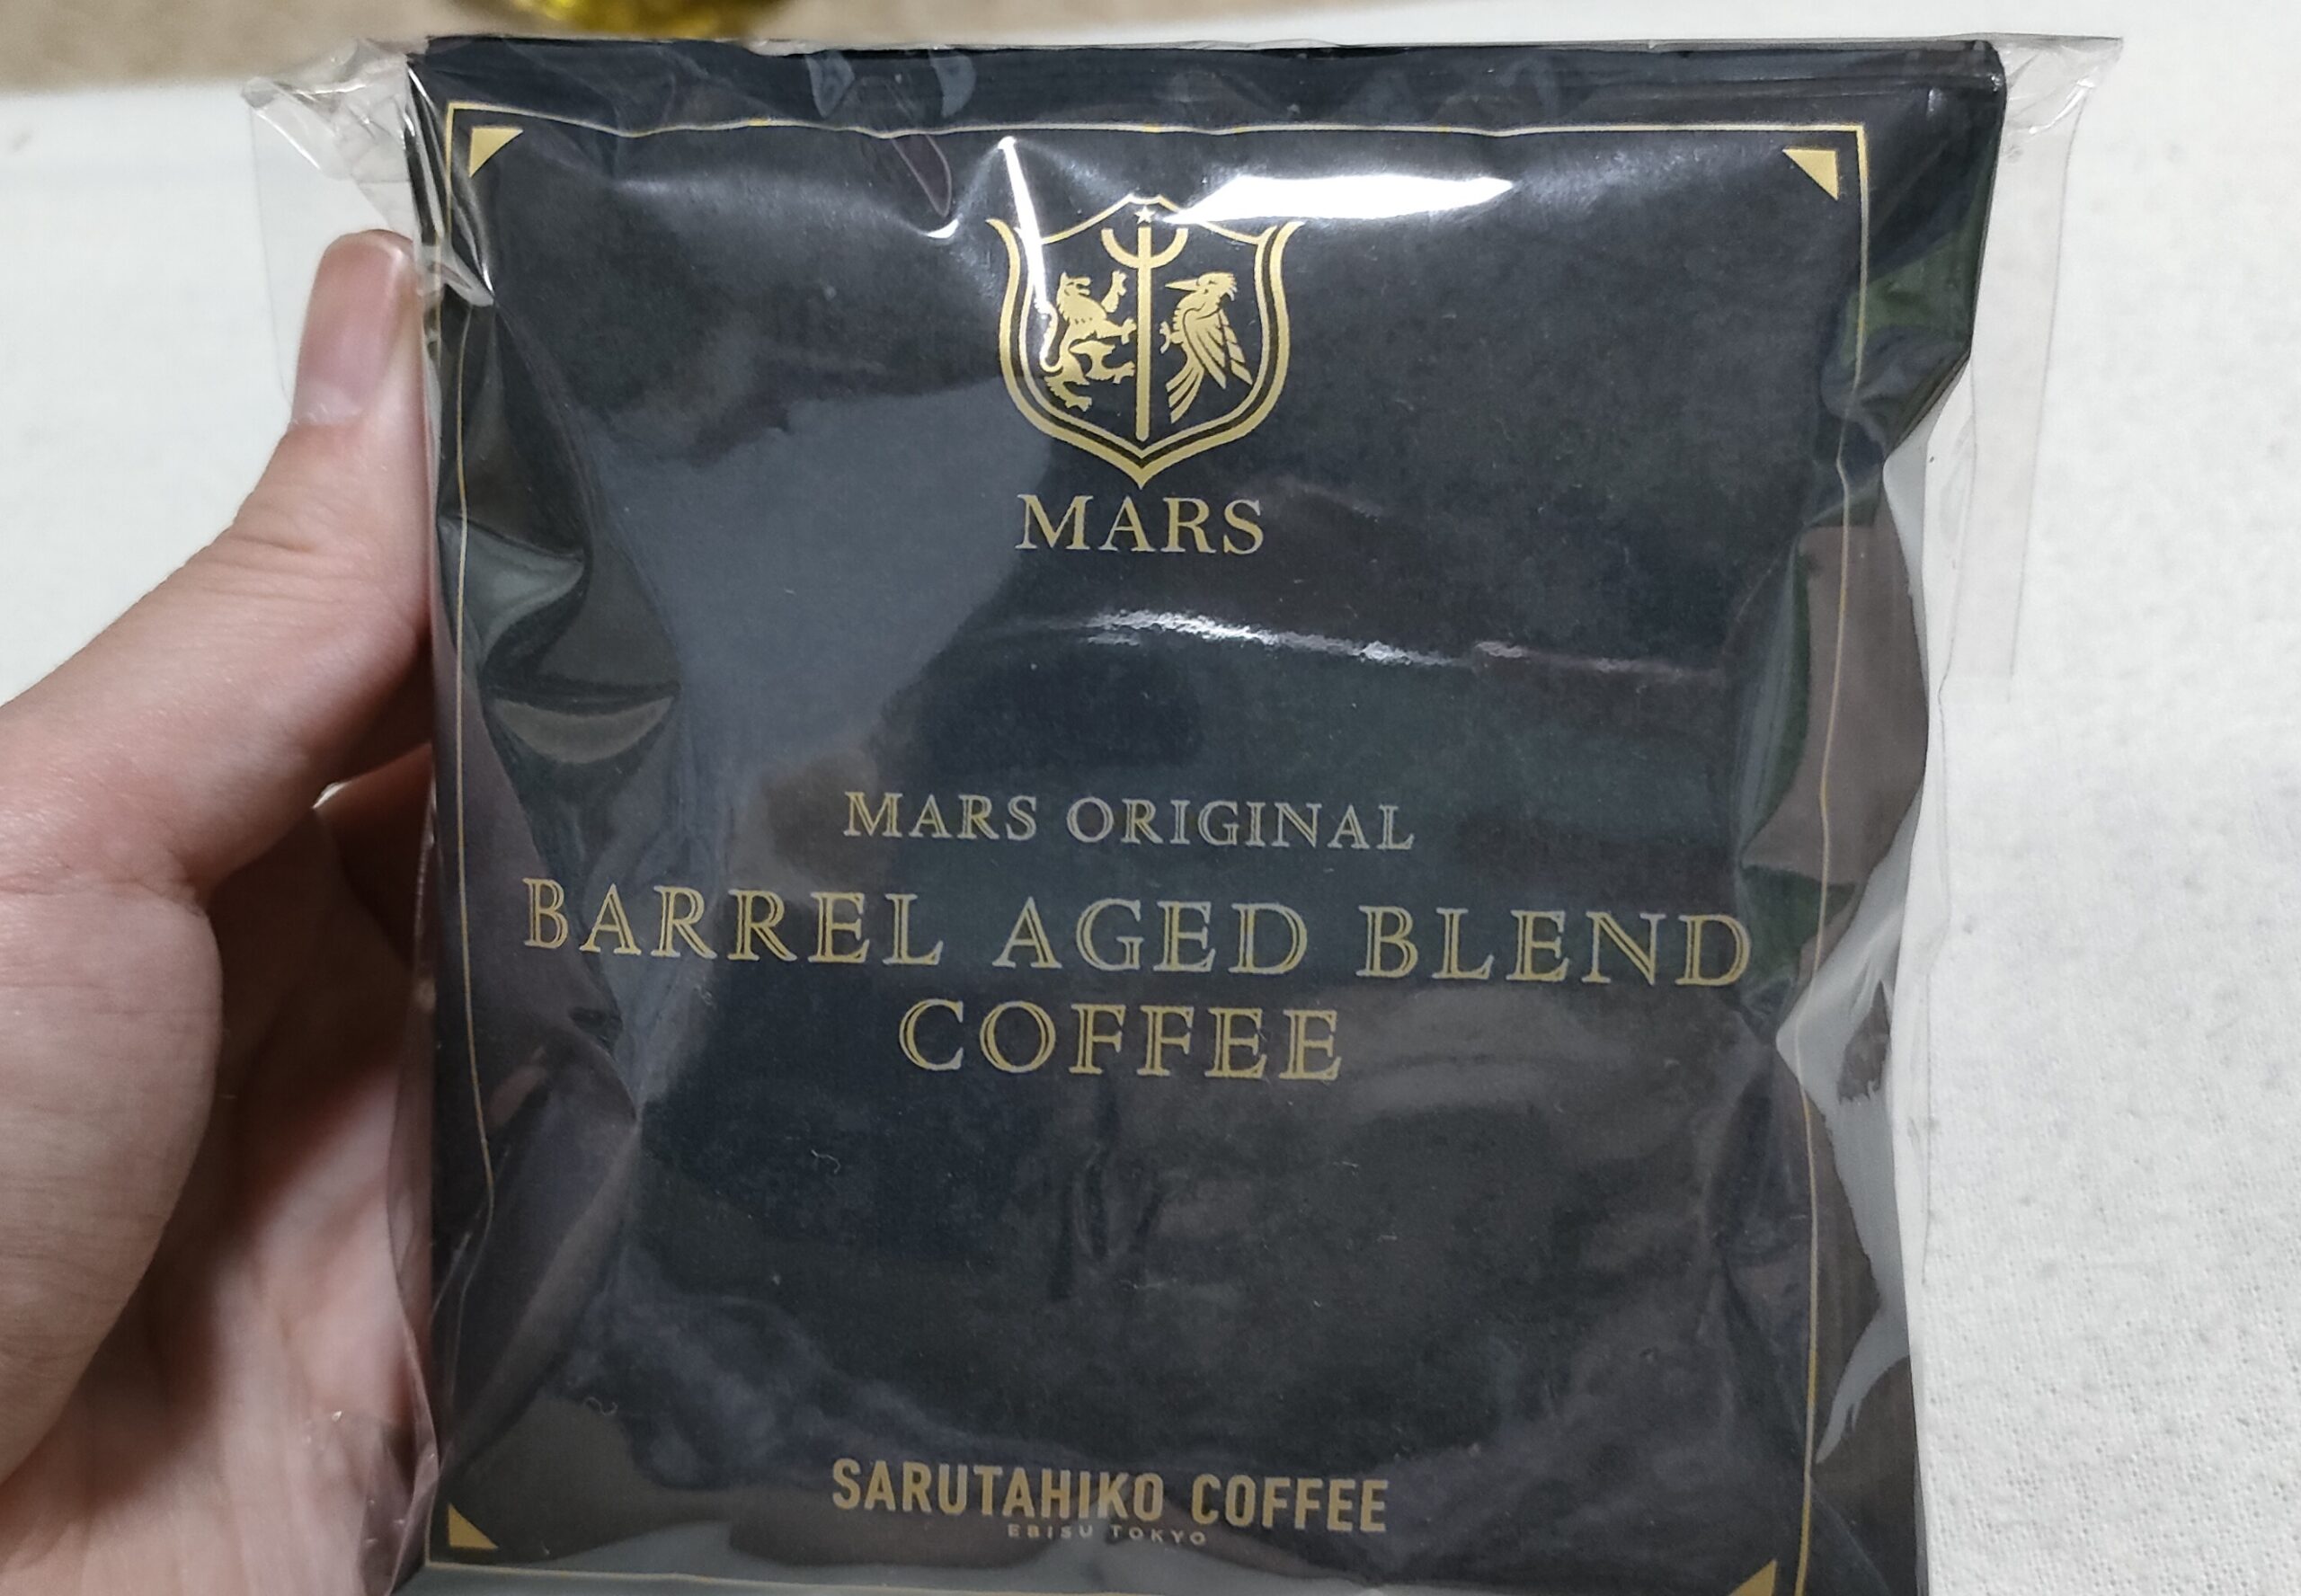 MARS
MARS ORIGINAL
BARREL AGED BLEND
COFFEE
SARUTAHIKO COFFEE
EBISU TOKYO